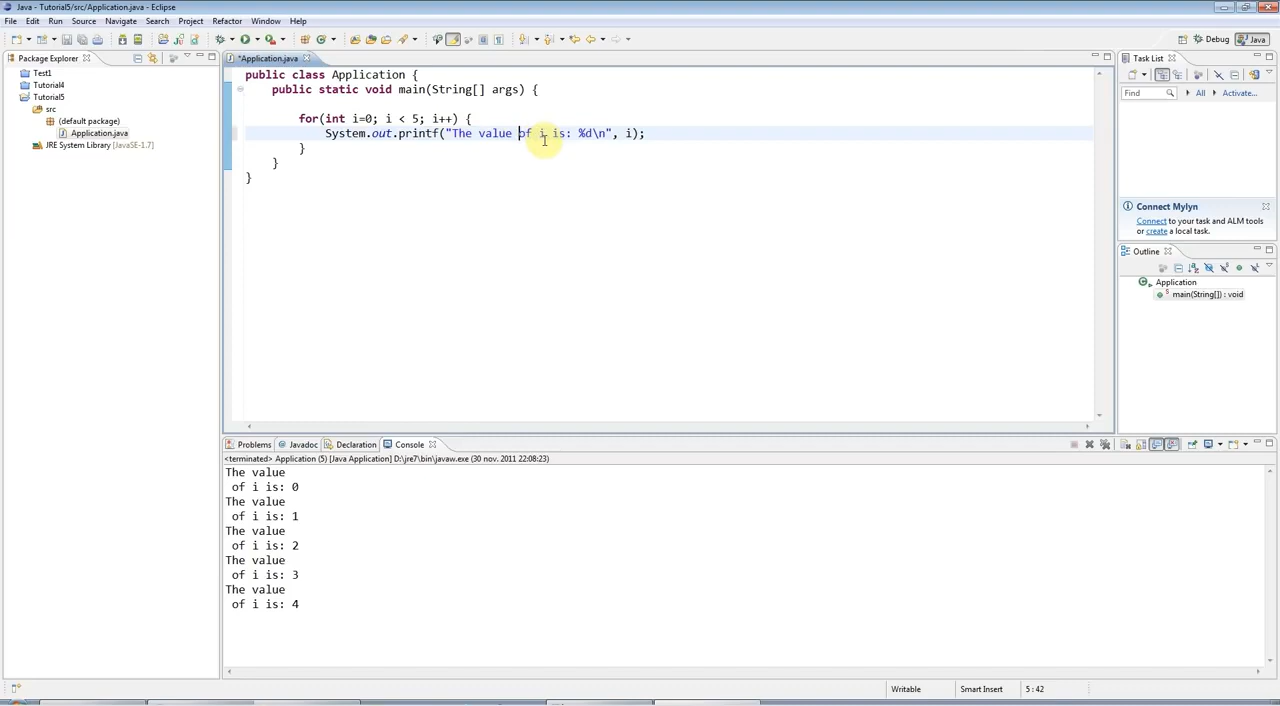 Java - Tutorial5/src/Application.java - Eclipse
File Edit Run Source Navigate Search Project Refactor Window Help
Debug Java
Package Explorer
Test1
Tutorial4
Tutorial5
src
(default package)
Application.java
JRE System Library [JavaSE-1.7]
*Application.java
public class Application {
public static void main(String[] args) {
for(int i=0; i < 5; i++) {
System.out.printf("The value of i is: %d\n", i);
}
}
}
Task List
Find All Activate...
Connect Mylyn
Connect to your task and ALM tools
or create a local task.
Outline
Application
main(String[]) : void
Problems Javadoc Declaration Console
<terminated> Application (5) [Java Application] D:\jre7\bin\javaw.exe (30 nov. 2011 22:08:23)
The value
of i is: 0
The value
of i is: 1
The value
of i is: 2
The value
of i is: 3
The value
of i is: 4
Writable Smart Insert 5 : 42